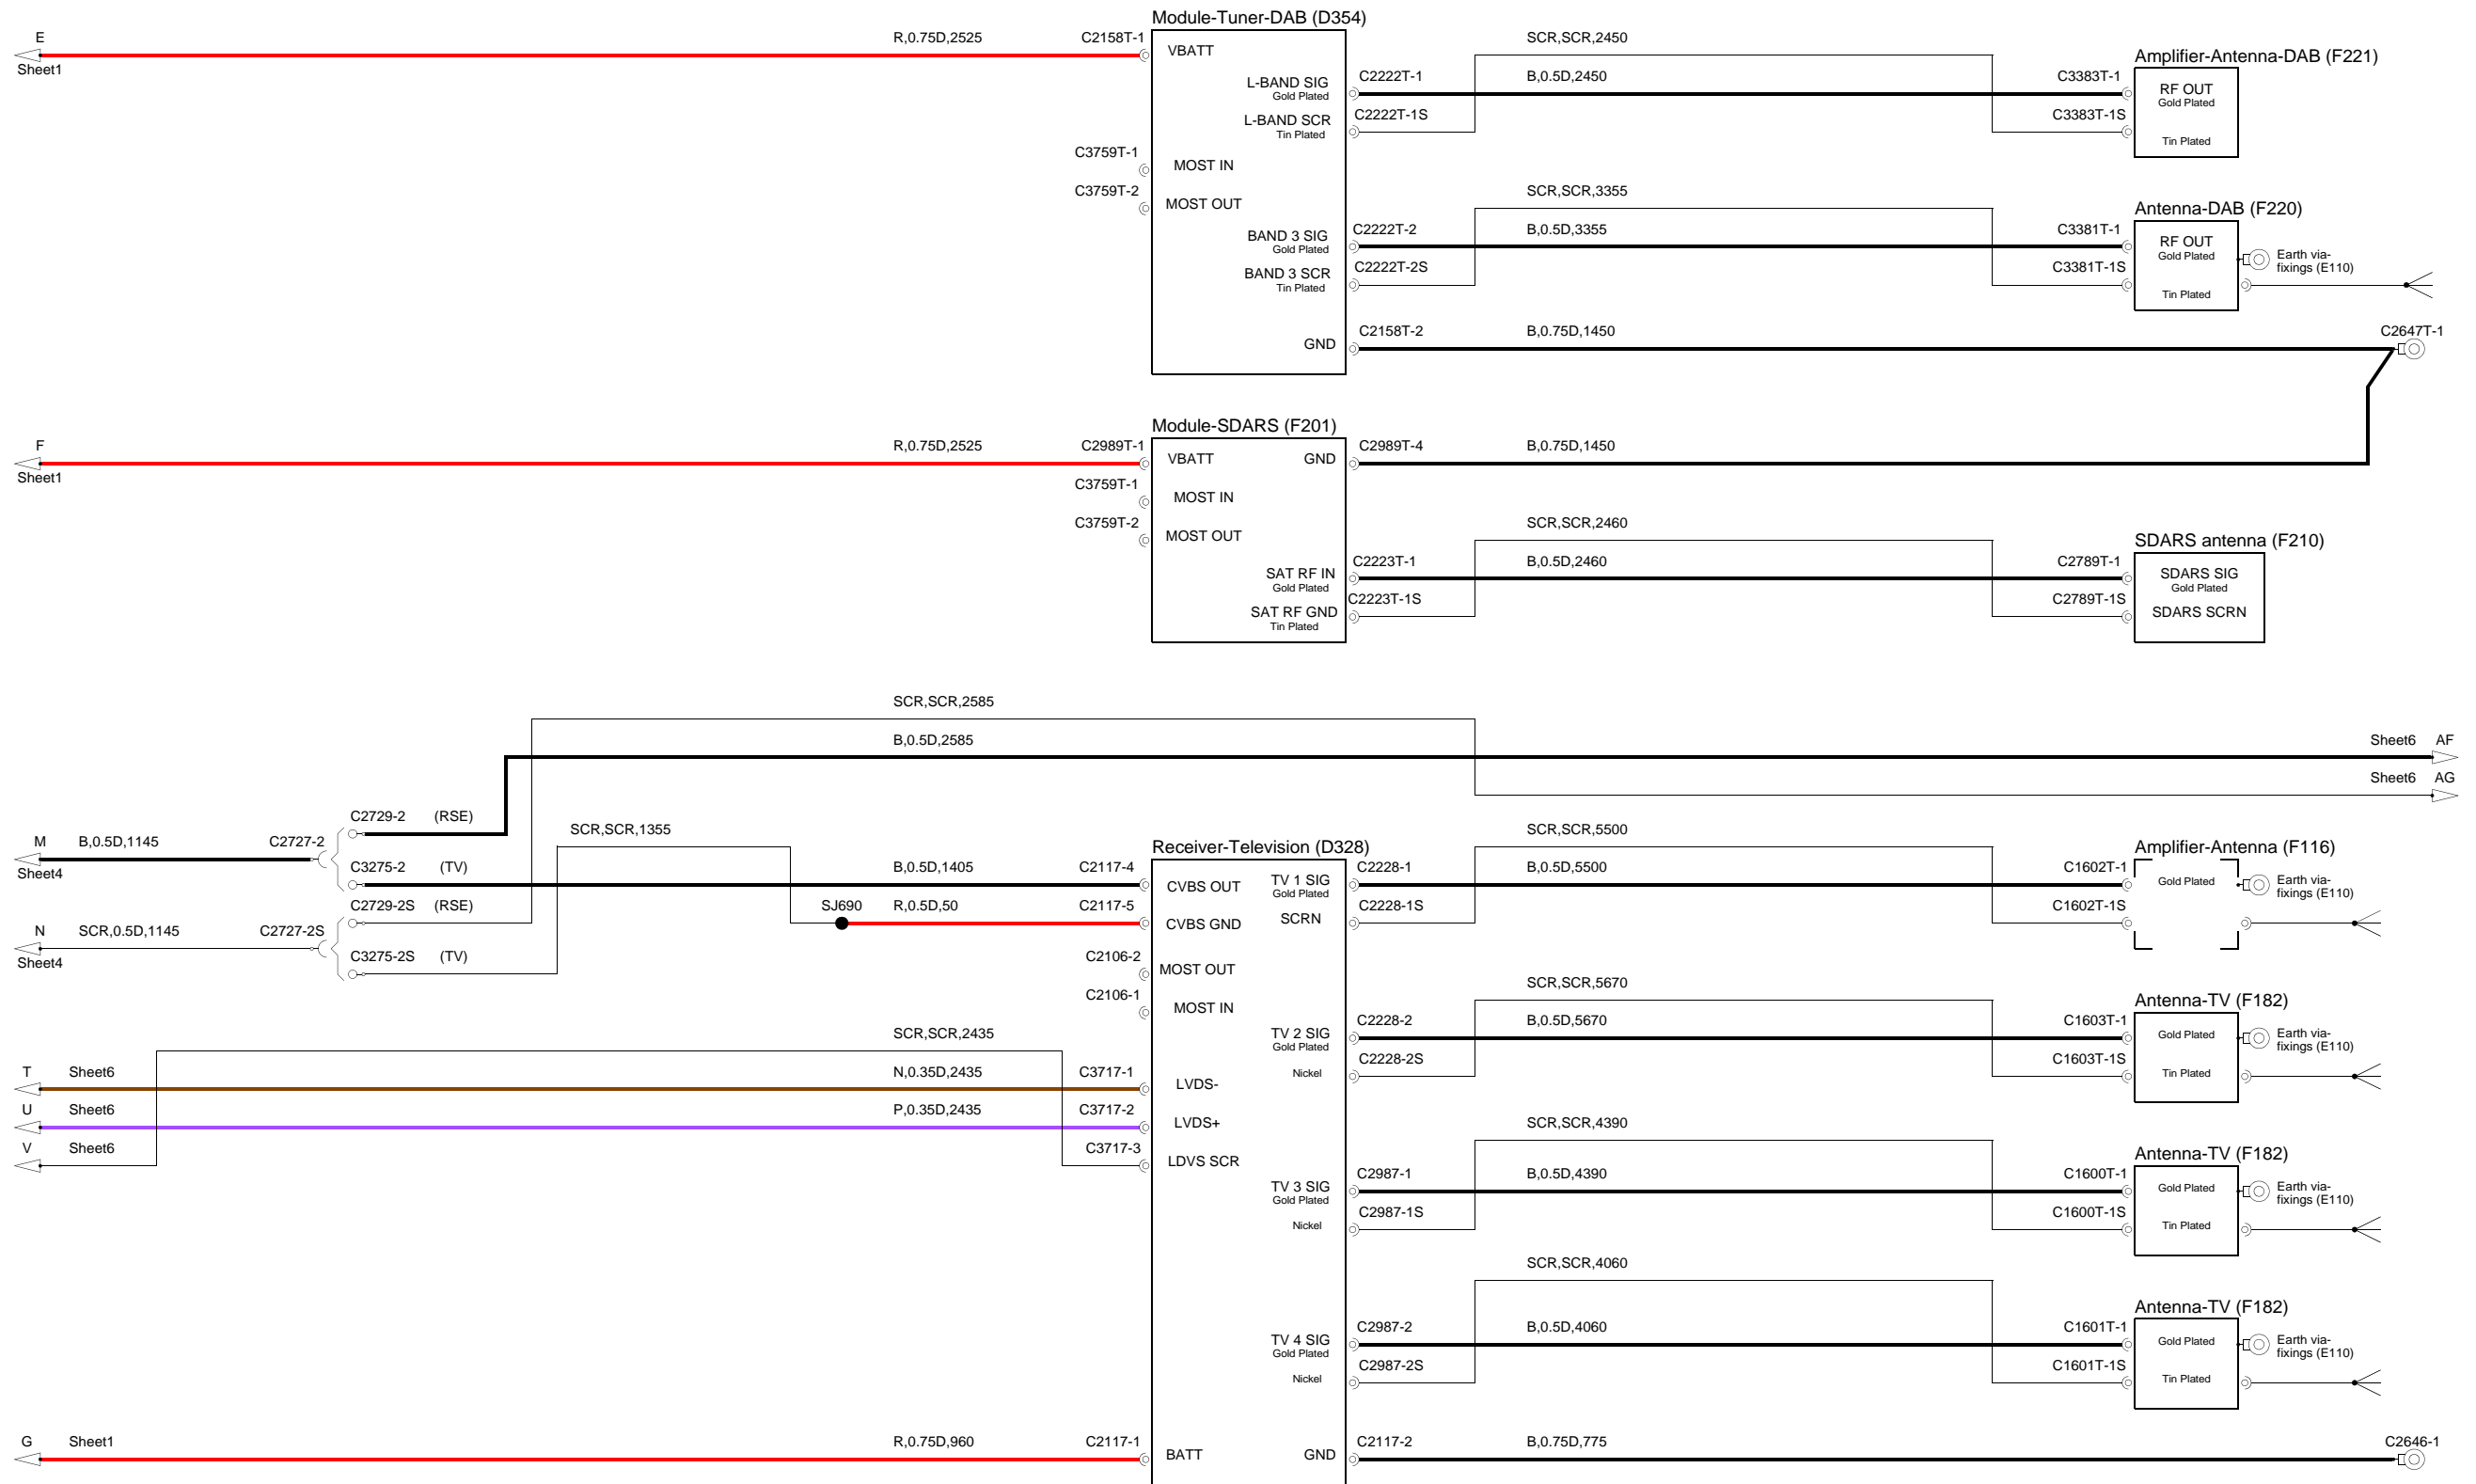 Module-Tuner-DAB (D354)
E
R,0.75D,2525
C2158T-1
SCR,SCR,2450
Sheet1
VBATT
Amplifier-Antenna-DAB (F221)
L-BAND SIG
Gold Plated
C2222T-1
B,0.5D,2450
C3383T-1
RF OUT
Gold Plated
L-BAND SCR
Tin Plated
C2222T-1S
C3383T-1S
Tin Plated
C3759T-1
MOST IN
C3759T-2
MOST OUT
SCR,SCR,3355
Antenna-DAB (F220)
BAND 3 SIG
Gold Plated
C2222T-2
B,0.5D,3355
C3381T-1
RF OUT
Gold Plated
Earth via-
fixings (E110)
BAND 3 SCR
Tin Plated
C2222T-2S
C3381T-1S
Tin Plated
GND
C2158T-2
B,0.75D,1450
C2647T-1
Module-SDARS (F201)
F
R,0.75D,2525
C2989T-1
C2989T-4
B,0.75D,1450
Sheet1
VBATT
GND
C3759T-1
MOST IN
C3759T-2
MOST OUT
SCR,SCR,2460
SDARS antenna (F210)
SAT RF IN
Gold Plated
C2223T-1
B,0.5D,2460
C2789T-1
SDARS SIG
Gold Plated
SAT RF GND
Tin Plated
C2223T-1S
C2789T-1S
SDARS SCRN
SCR,SCR,2585
B,0.5D,2585
Sheet6 AF
Sheet6 AG
C2729-2 (RSE)
SCR,SCR,1355
M
B,0.5D,1145
C2727-2
Sheet4
C3275-2 (TV)
Receiver-Television (D328)
SCR,SCR,5500
Amplifier-Antenna (F116)
B,0.5D,1405
C2117-4
CVBS OUT
TV 1 SIG
Gold Plated
C2228-1
B,0.5D,5500
C1602T-1
Gold Plated
Earth via-
fixings (E110)
C2729-2S (RSE)
SJ690
R,0.5D,50
C2117-5
CVBS GND
SCRN
C2228-1S
C1602T-1S
N
SCR,0.5D,1145
C2727-2S
Sheet4
C3275-2S (TV)
C2106-2
MOST OUT
C2106-1
MOST IN
SCR,SCR,5670
Antenna-TV (F182)
TV 2 SIG
Gold Plated
C2228-2
B,0.5D,5670
C1603T-1
Gold Plated
Earth via-
fixings (E110)
Nickel
C2228-2S
C1603T-1S
Tin Plated
SCR,SCR,2435
T
Sheet6
N,0.35D,2435
C3717-1
LVDS-
U
Sheet6
P,0.35D,2435
C3717-2
LVDS+
V
Sheet6
C3717-3
LDVS SCR
SCR,SCR,4390
Antenna-TV (F182)
TV 3 SIG
Gold Plated
C2987-1
B,0.5D,4390
C1600T-1
Gold Plated
Earth via-
fixings (E110)
Nickel
C2987-1S
C1600T-1S
Tin Plated
SCR,SCR,4060
Antenna-TV (F182)
TV 4 SIG
Gold Plated
C2987-2
B,0.5D,4060
C1601T-1
Gold Plated
Earth via-
fixings (E110)
Nickel
C2987-2S
C1601T-1S
Tin Plated
G
Sheet1
R,0.75D,960
C2117-1
BATT
GND
C2117-2
B,0.75D,775
C2646-1